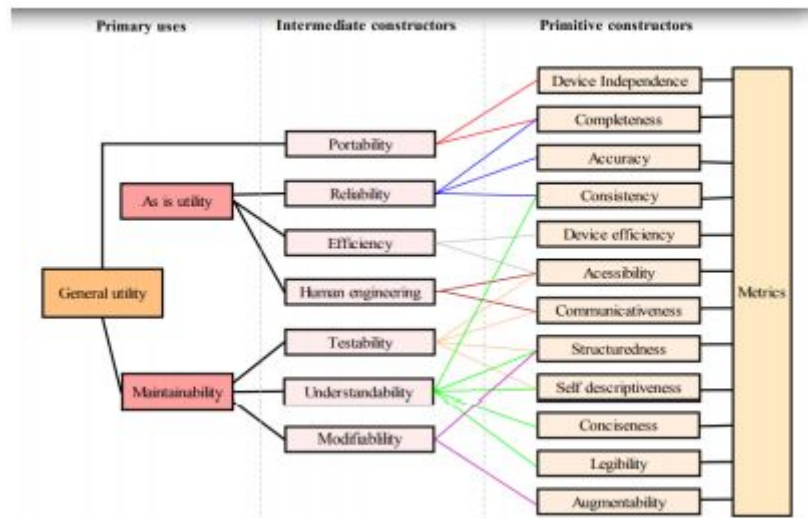 Primary uses
Intermediate constructors
Primitive constructors
Device Independence
Completeness
Portability
Accuracy
As is utility
Reliability
Consistency
Efficiency
Device efficiency
Acessibility
General utility
Human engineering
Metrics
Communicativeness
Testability
Structuredness
Maintainability
Understandability
Self descriptiveness
Conciseness
Modifiablility
Legibility
Augmentability